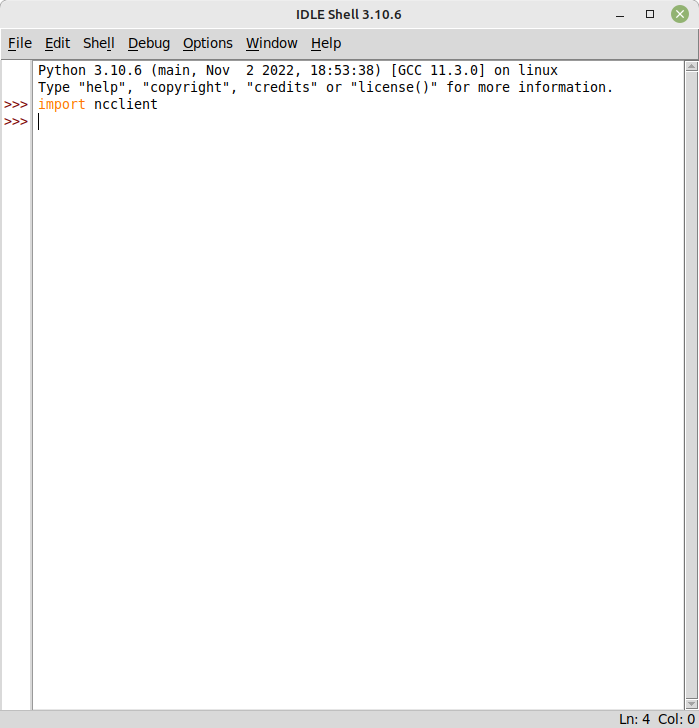 IDLE Shell 3.10.6
File Edit Shell Debug Options Window Help
Python 3.10.6 (main, Nov  2 2022, 18:53:38) [GCC 11.3.0] on linux
Type "help", "copyright", "credits" or "license()" for more information.
>>> import ncclient
>>>
Ln: 4 Col: 0